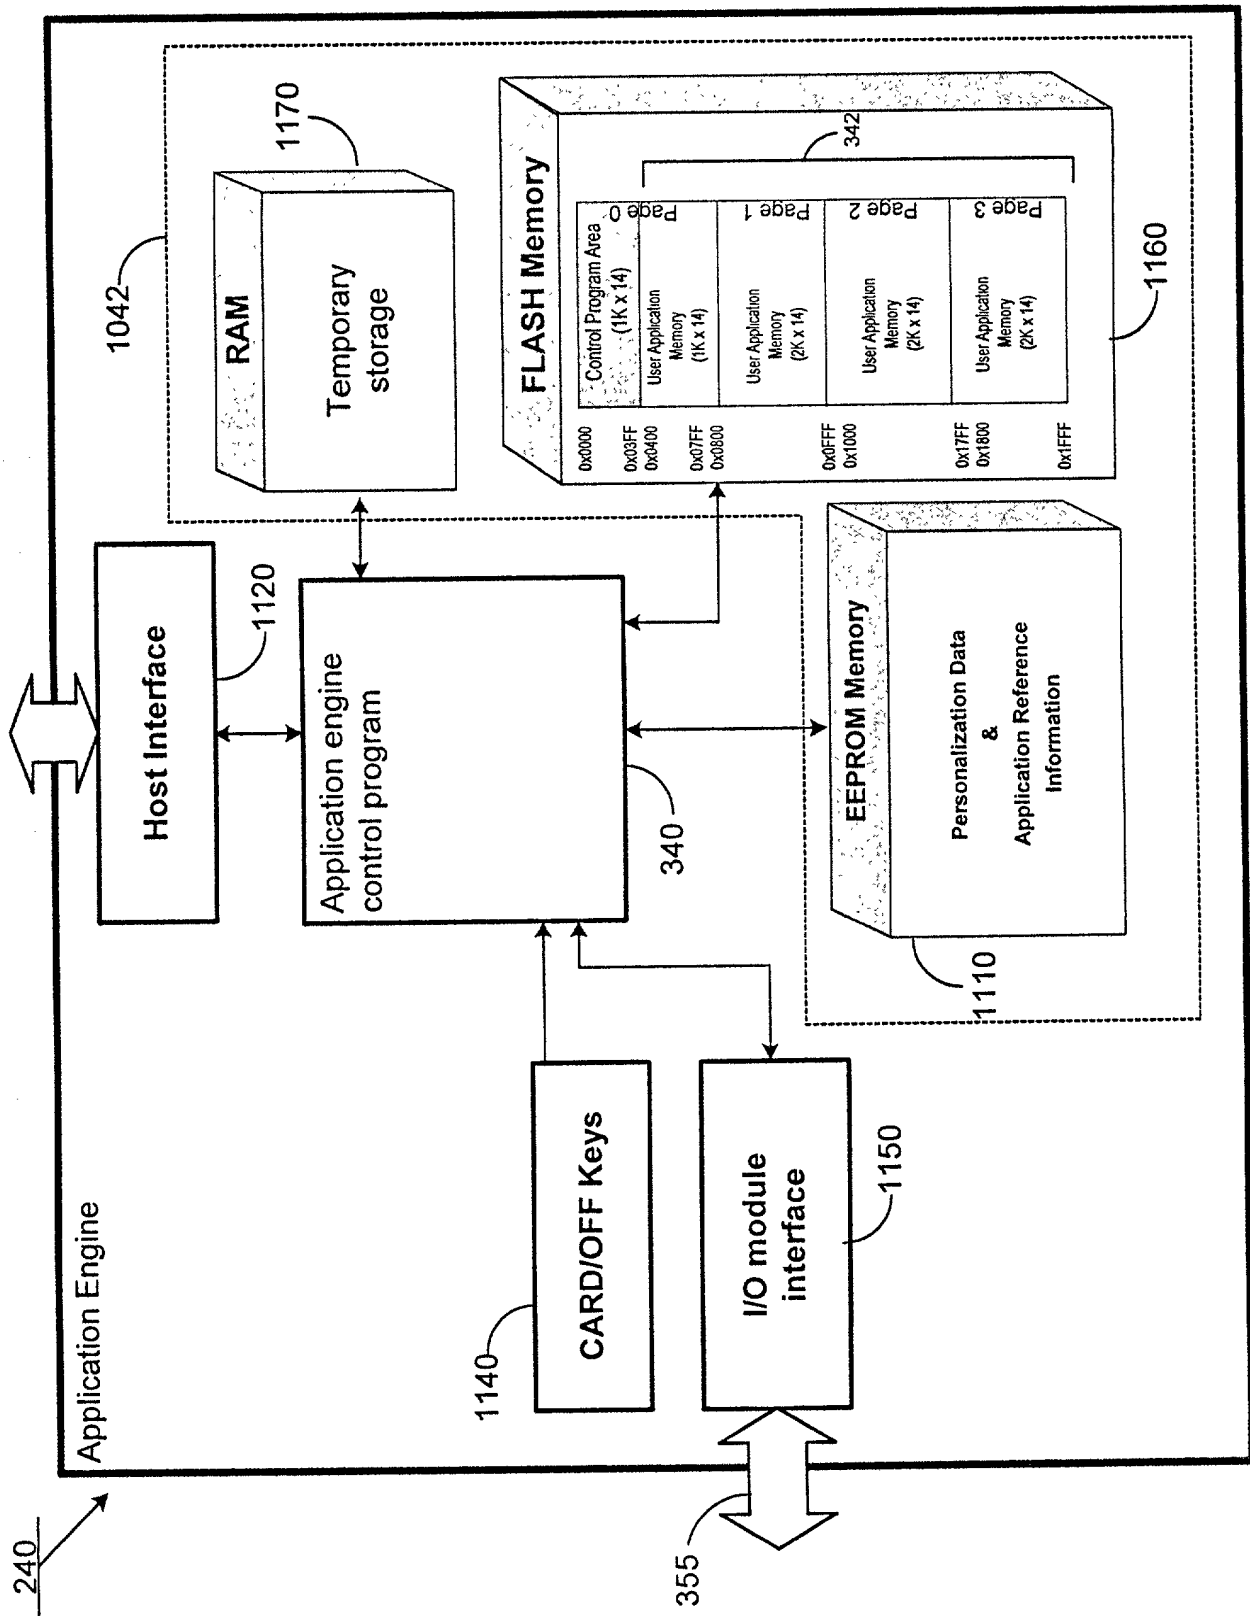 240
Application Engine
1042
Host Interface
1120
RAM
Temporary
storage
1170
Application engine
control program
340
CARD/OFF Keys
1140
I/O module
interface
1150
355
FLASH Memory
0x0000
Control Program Area
(1K x 14)
0x03FF
0x0400
Page 0
User Application
Memory
(1K x 14)
0x07FF
0x0800
User Application
Memory
(2K x 14)
Page 1
0x0FFF
0x1000
User Application
Memory
(2K x 14)
Page 2
0x17FF
0x1800
User Application
Memory
(2K x 14)
Page 3
0x1FFF
342
1160
EEPROM Memory
Personalization Data
&
Application Reference
Information
1110